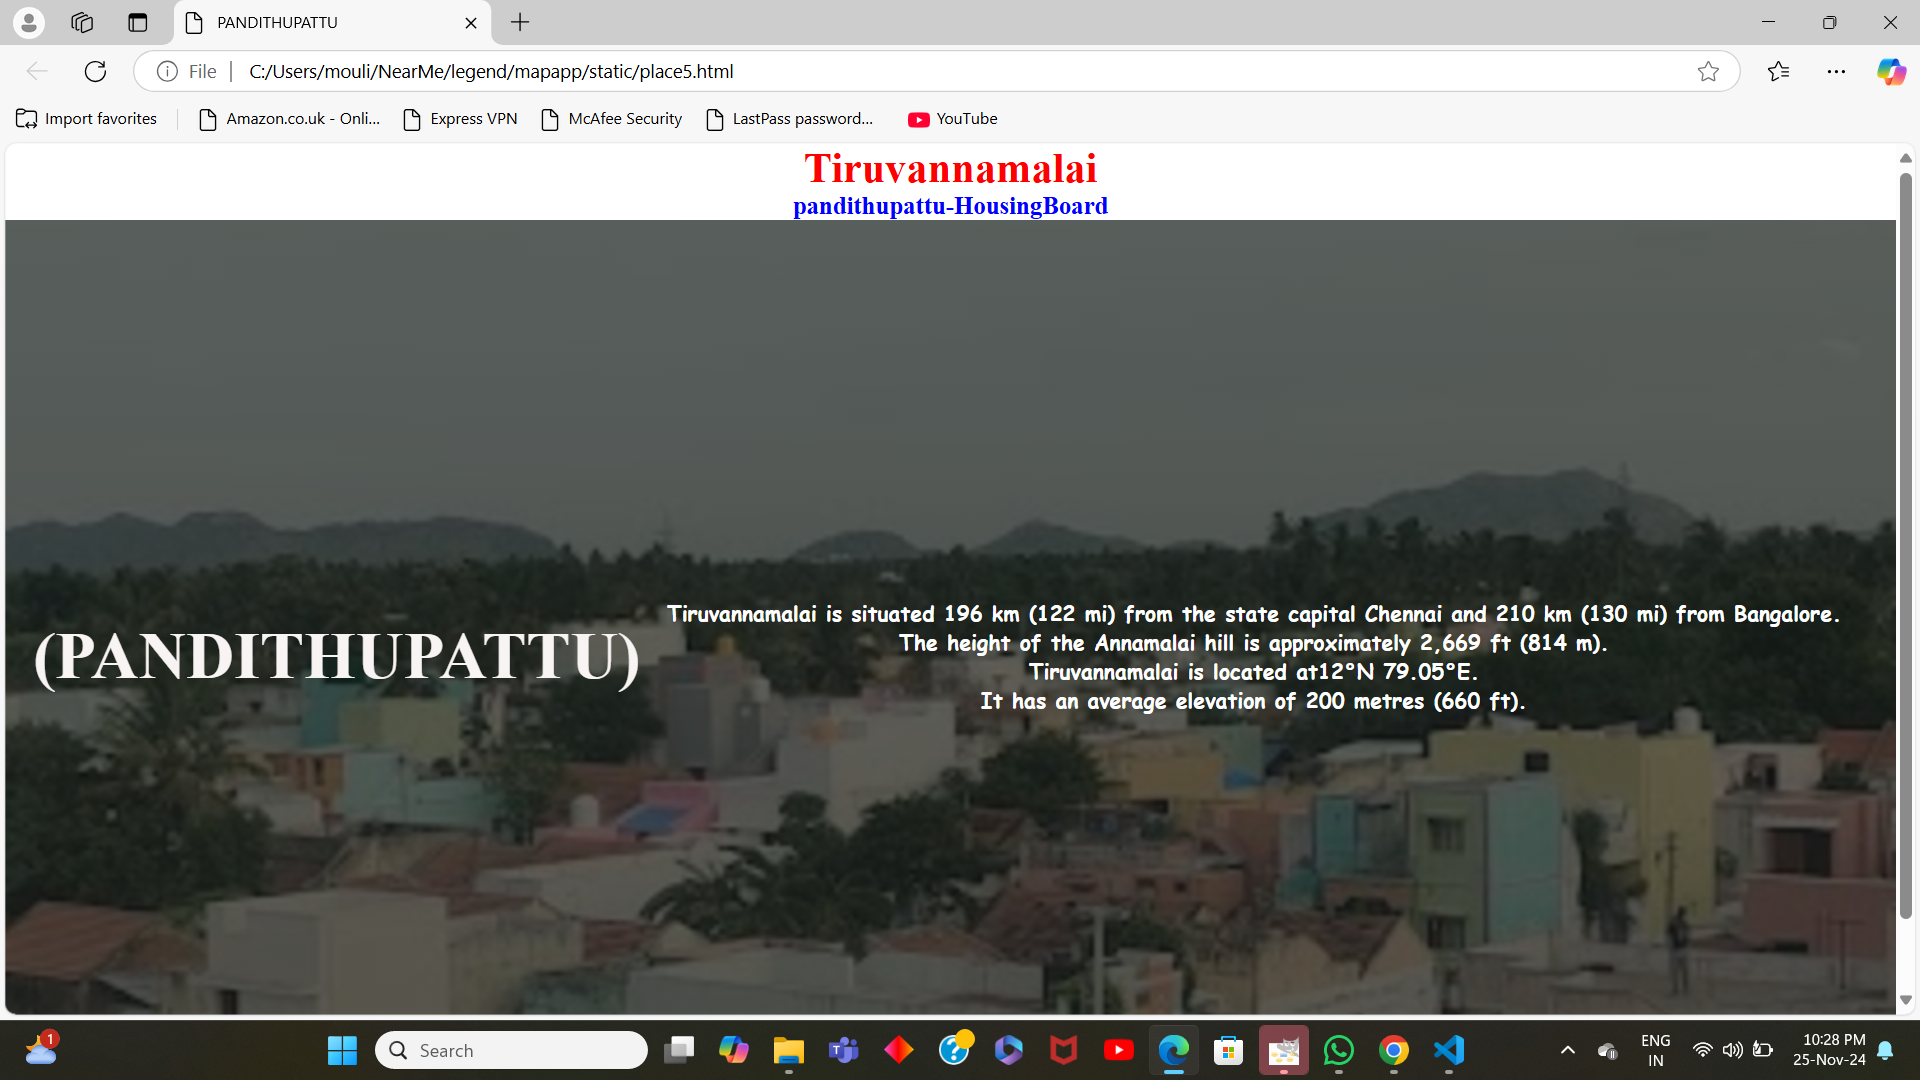 PANDITHUPATTU
File
C:/Users/mouli/NearMe/legend/mapapp/static/place5.html
Import favorites
Amazon.co.uk - Onli...
Express VPN
McAfee Security
LastPass password...
YouTube
Tiruvannamalai
pandithupattu-HousingBoard
(PANDITHUPATTU)
Tiruvannamalai is situated 196 km (122 mi) from the state capital Chennai and 210 km (130 mi) from Bangalore.
The height of the Annamalai hill is approximately 2,669 ft (814 m).
Tiruvannamalai is located at12°N 79.05°E.
It has an average elevation of 200 metres (660 ft).
1
Search
ENG
IN
10:28 PM
25-Nov-24